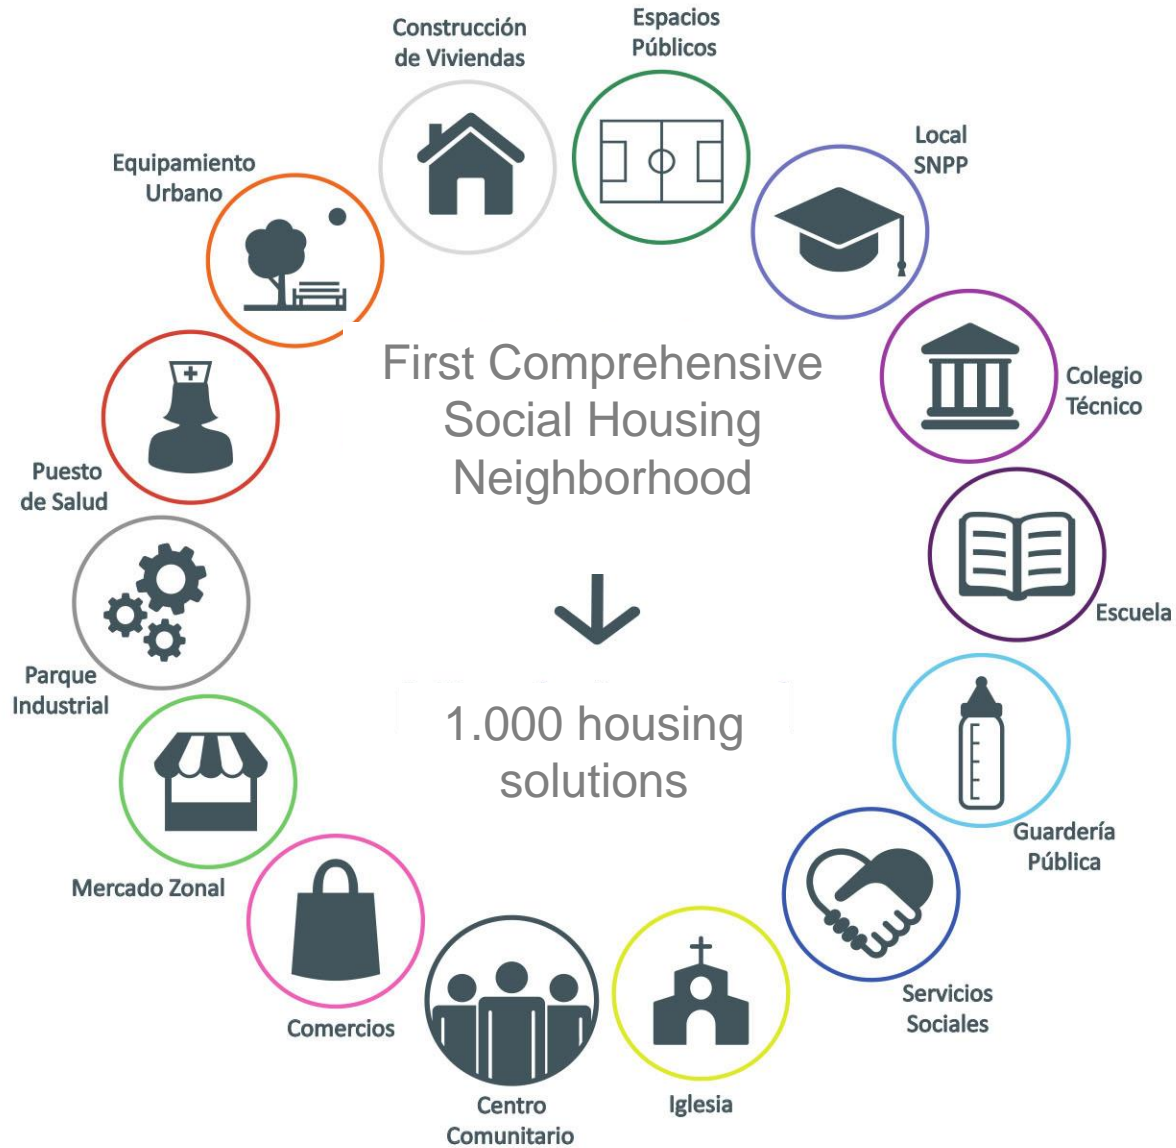 Construcción
de Viviendas
Espacios
Públicos
Local
SNPP
Equipamiento
Urbano
First Comprehensive
Social Housing
Neighborhood
Colegio
Técnico
Puesto
de Salud
Escuela
Parque
Industrial
1.000 housing
solutions
Guardería
Pública
Mercado Zonal
Servicios
Sociales
Comercios
Iglesia
Centro
Comunitario